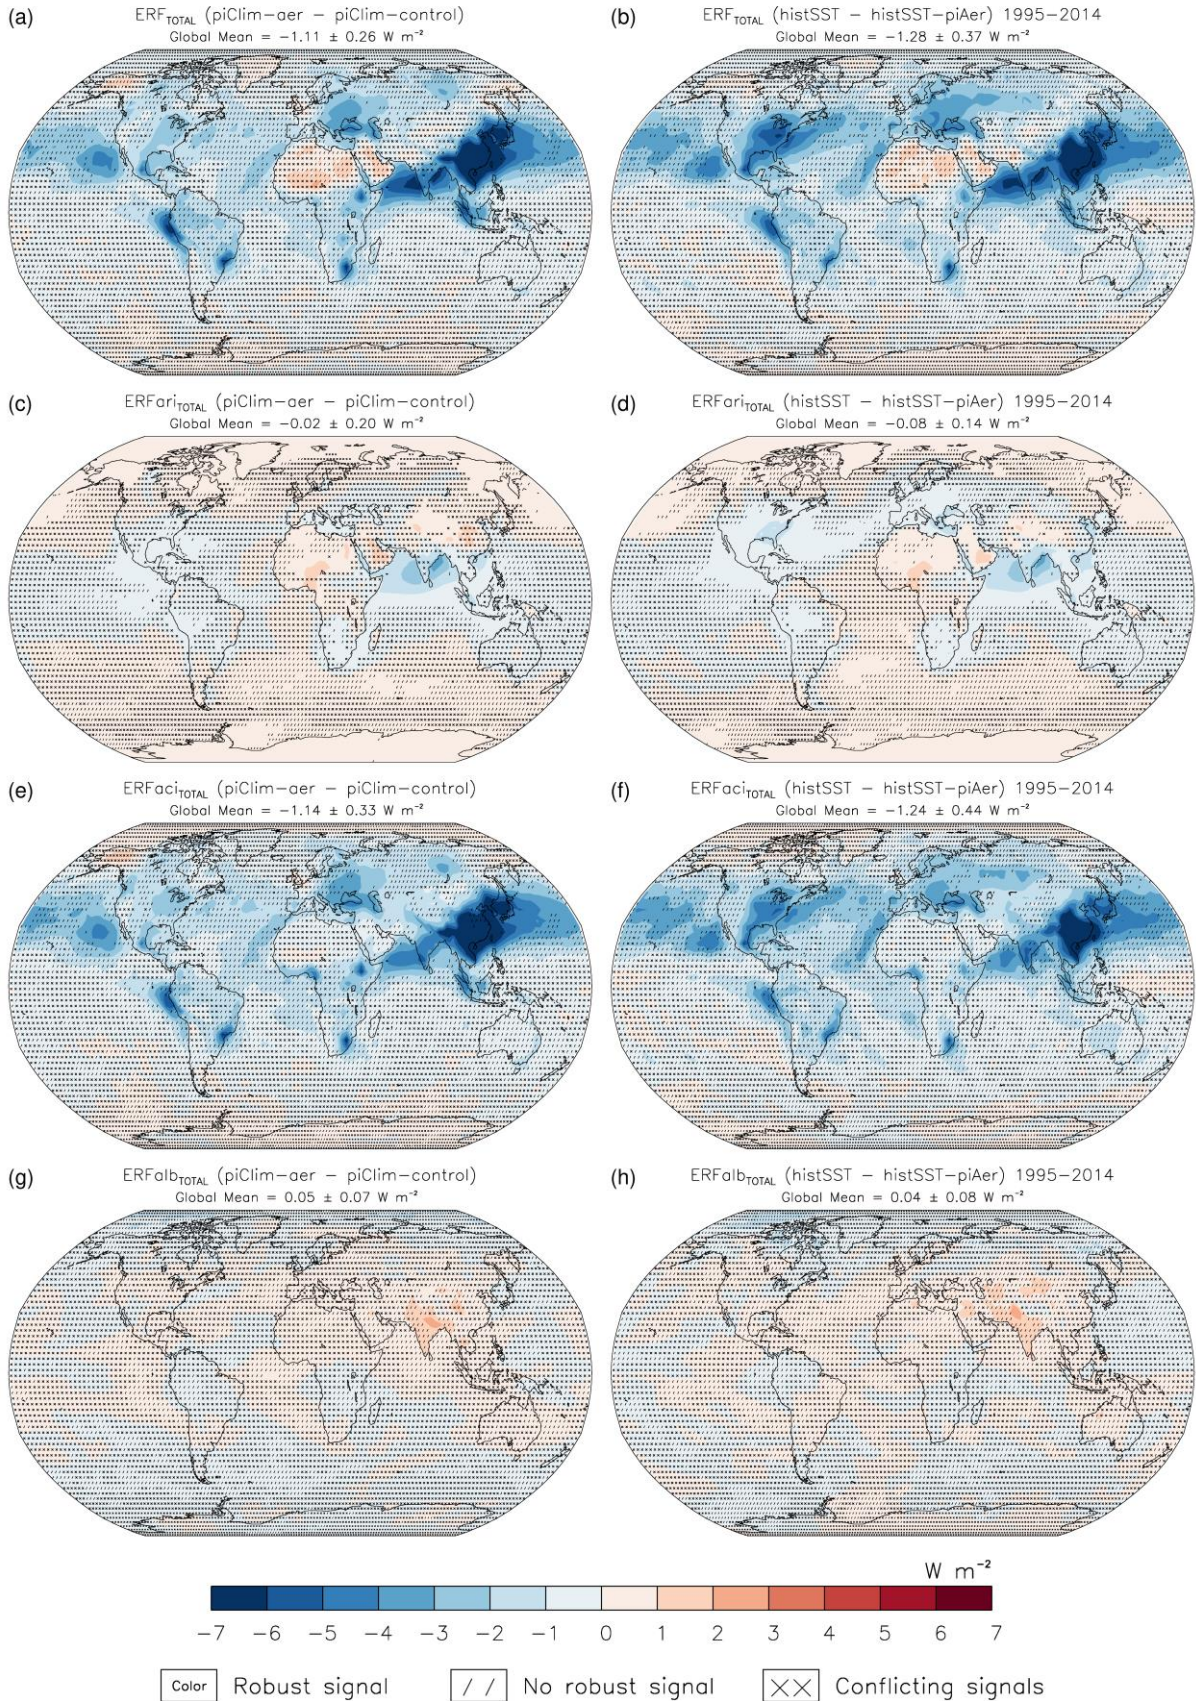 (a) ERF_TOTAL (piClim-aer - piClim-control)
Global Mean = -1.11 ± 0.26 W m⁻²
(b) ERF_TOTAL (histSST - histSST-piAer) 1995-2014
Global Mean = -1.28 ± 0.37 W m⁻²
(c) ERFari_TOTAL (piClim-aer - piClim-control)
Global Mean = -0.02 ± 0.20 W m⁻²
(d) ERFari_TOTAL (histSST - histSST-piAer) 1995-2014
Global Mean = -0.08 ± 0.14 W m⁻²
(e) ERFaci_TOTAL (piClim-aer - piClim-control)
Global Mean = -1.14 ± 0.33 W m⁻²
(f) ERFaci_TOTAL (histSST - histSST-piAer) 1995-2014
Global Mean = -1.24 ± 0.44 W m⁻²
(g) ERFalb_TOTAL (piClim-aer - piClim-control)
Global Mean = 0.05 ± 0.07 W m⁻²
(h) ERFalb_TOTAL (histSST - histSST-piAer) 1995-2014
Global Mean = 0.04 ± 0.08 W m⁻²
W m⁻²
-7 -6 -5 -4 -3 -2 -1 0 1 2 3 4 5 6 7
Color Robust signal // No robust signal XX Conflicting signals